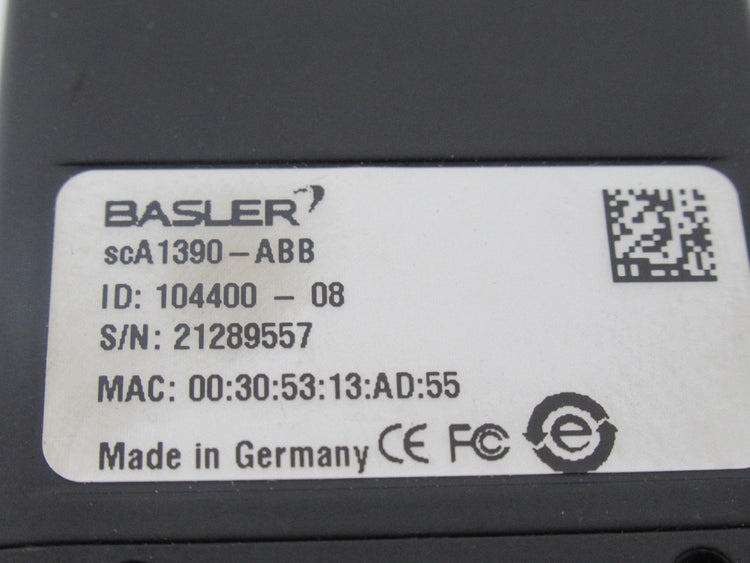 BASLER
scA1390-ABB
ID: 104400 - 08
S/N: 21289557
MAC: 00:30:53:13:AD:55
Made in Germany CE FC e